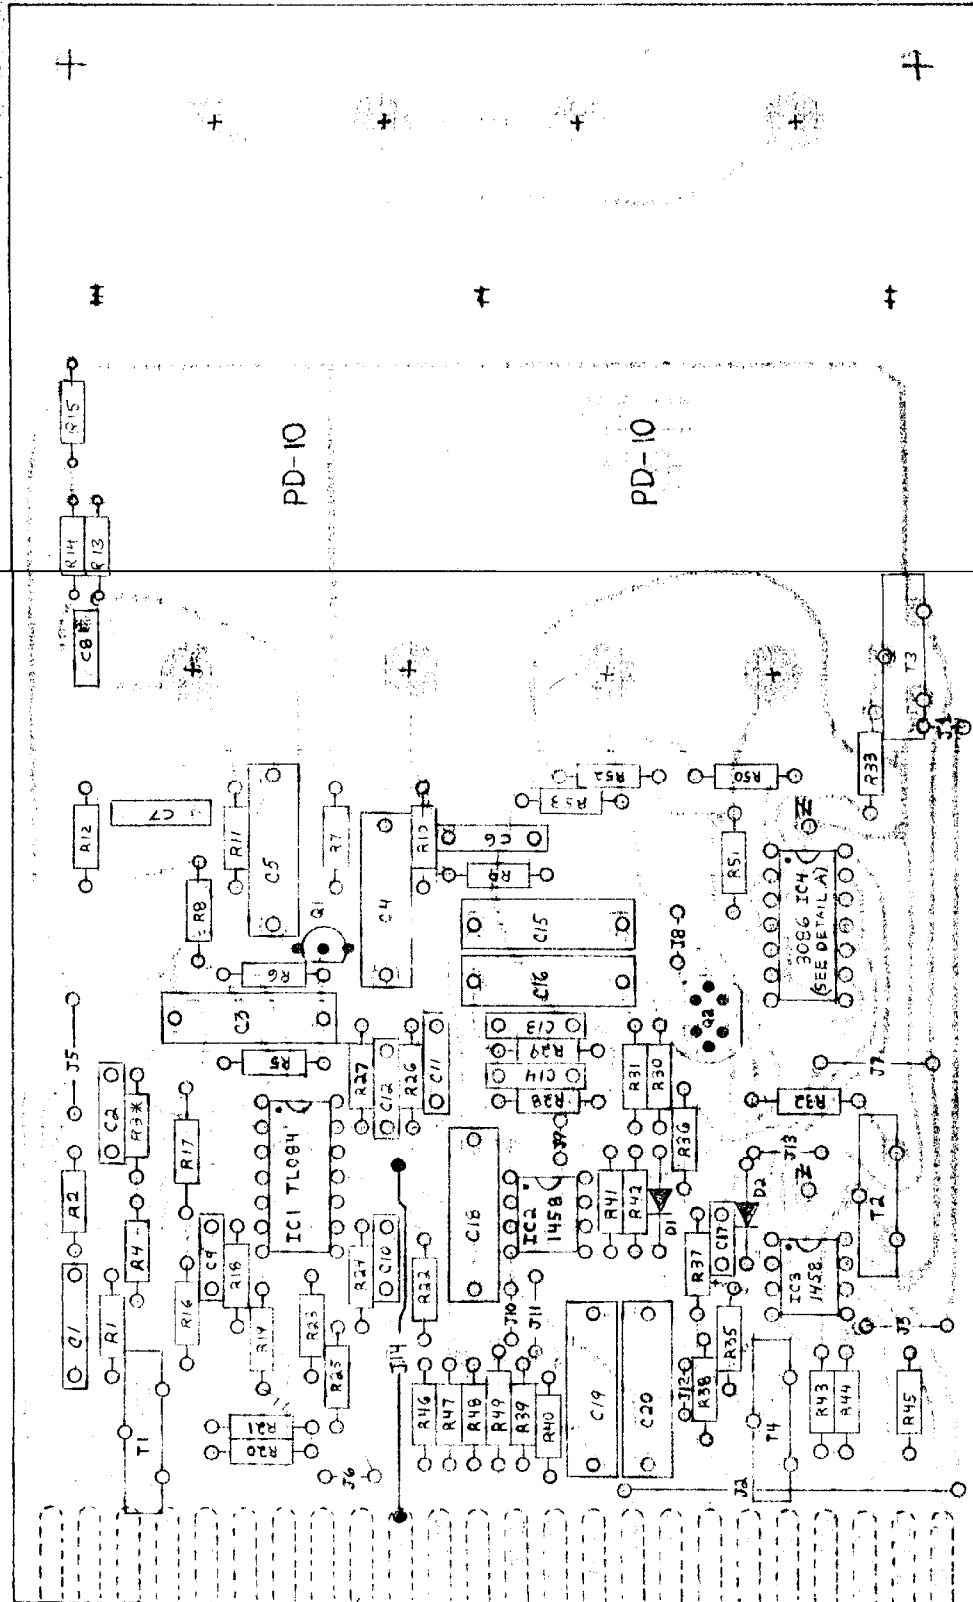 R15
R14
R13
PD-10
PD-10
C8*
T3
J1
R33
R12
C7
R11
C5
R7
C4
R10
C6
R9
R52
R53
R50
R51
N
3086 IC4
(SEE DETAIL A)
R8
Q1
R6
C3
R5
C15
C16
J8
Q2
C13
R29
C14
R28
R31
R30
J7
J5
C2
R3*
R2
R17
R4
IC1 TL084
R27
C12
R26
C11
J9
R36
R32
J14
C18
IC2
1458
R41
R42
D1
D2
J13
N
T2
C1
R1
R16
C9
R18
R19
R23
R25
R24
C10
R22
J10
J11
R37
C17
+
IC3
1458
J3
T1
R21
R20
J6
R46
R47
R48
R49
R39
R40
C19
C20
J12
R38
R35
T4
R43
R44
R45
J2